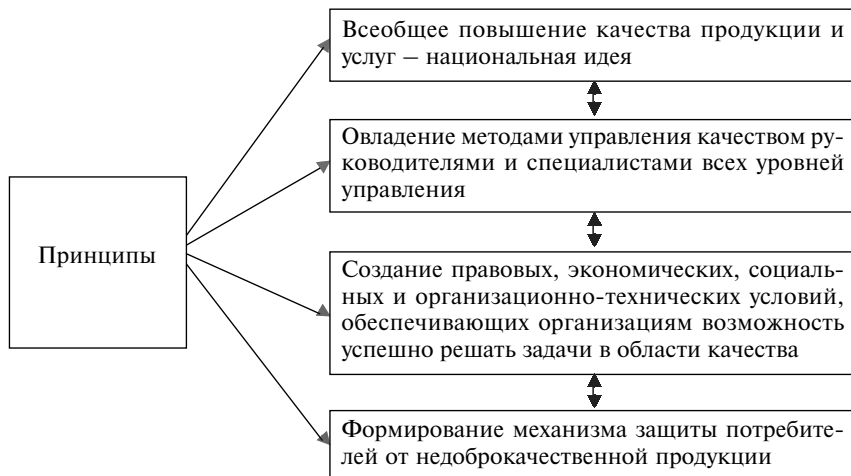 Всеобщее повышение качества продукции и
услуг – национальная идея
Овладение методами управления качеством ру-
ководителями и специалистами всех уровней
управления
Принципы
Создание правовых, экономических, социаль-
ных и организационно-технических условий,
обеспечивающих организациям возможность
успешно решать задачи в области качества
Формирование механизма защиты потребите-
лей от недоброкачественной продукции